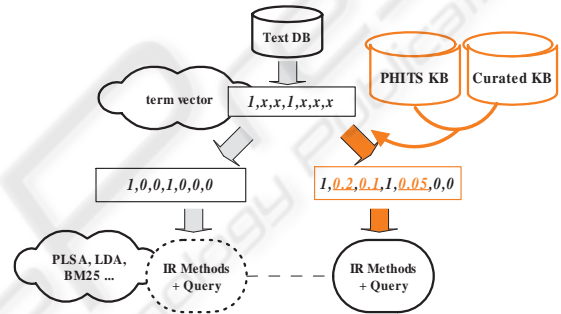 Text DB
PHITS KB
Curated KB
term vector
1,x,x,1,x,x,x
1,0,0,1,0,0,0
1,0.2,0.1,1,0.05,0,0
PLSA, LDA,
BM25 ...
IR Methods
+ Query
IR Methods
+ Query